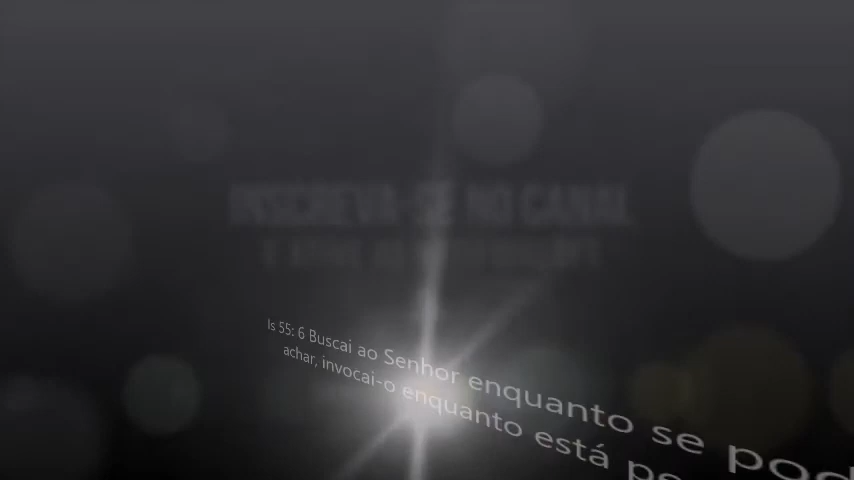 INSCREVA-SE NO CANAL
Is 55: 6 Buscai ao Senhor enquanto se pod
achar, invocai-o enquanto está pe